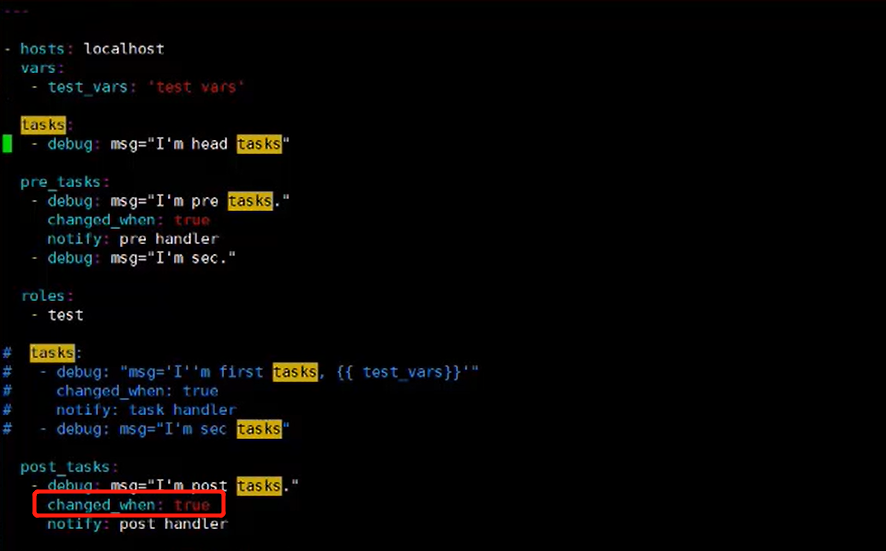 ---
- hosts: localhost
  vars:
   - test_vars: 'test vars'
  tasks:
   - debug: msg="I'm head tasks"
  pre_tasks:
   - debug: msg="I'm pre tasks."
     changed_when: true
     notify: pre handler
   - debug: msg="I'm sec."
  roles:
   - test
#  tasks:
#   - debug: "msg='I''m first tasks, {{ test_vars}}'"
#     changed_when: true
#     notify: task handler
#   - debug: msg="I'm sec tasks"
  post_tasks:
   - debug: msg="I'm post tasks."
     changed_when: true
     notify: post handler